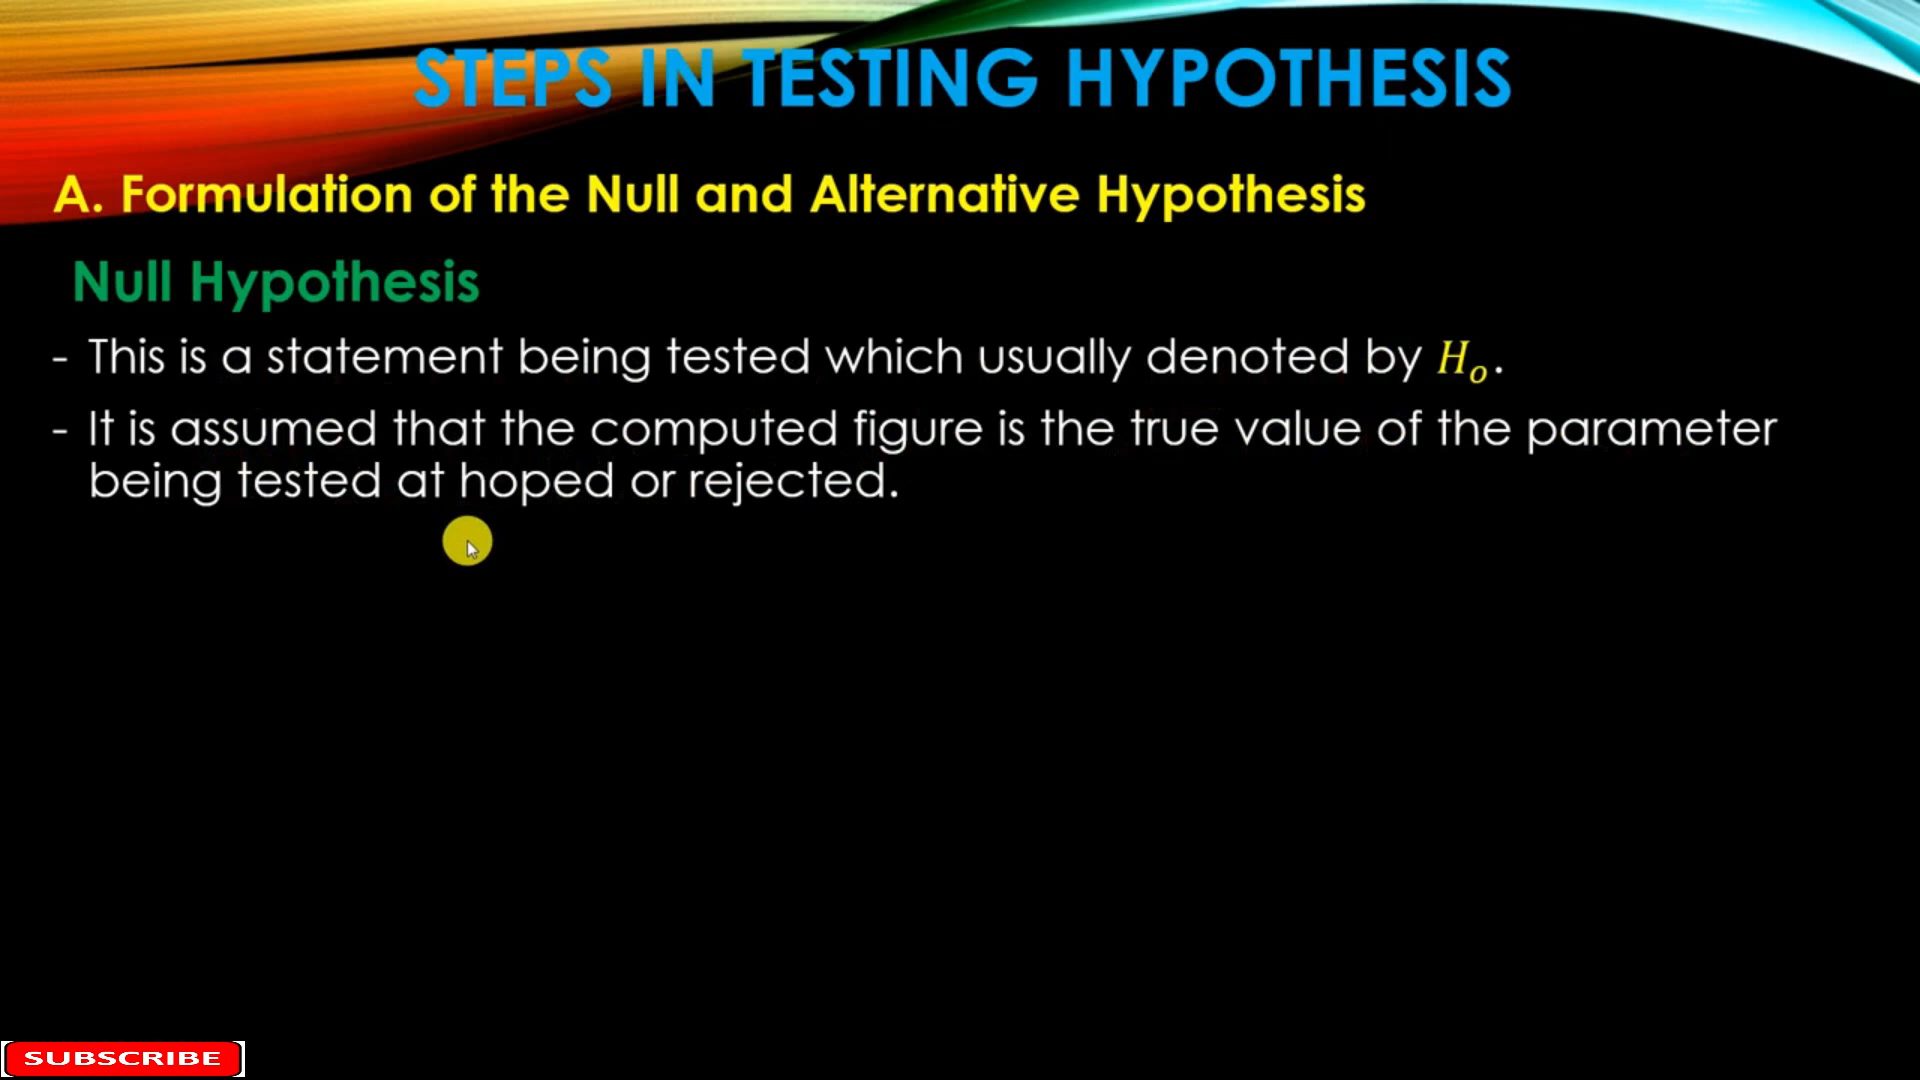 STEPS IN TESTING HYPOTHESIS
A. Formulation of the Null and Alternative Hypothesis
Null Hypothesis
- This is a statement being tested which usually denoted by Hₒ.
- It is assumed that the computed figure is the true value of the parameter
being tested at hoped or rejected.
SUBSCRIBE